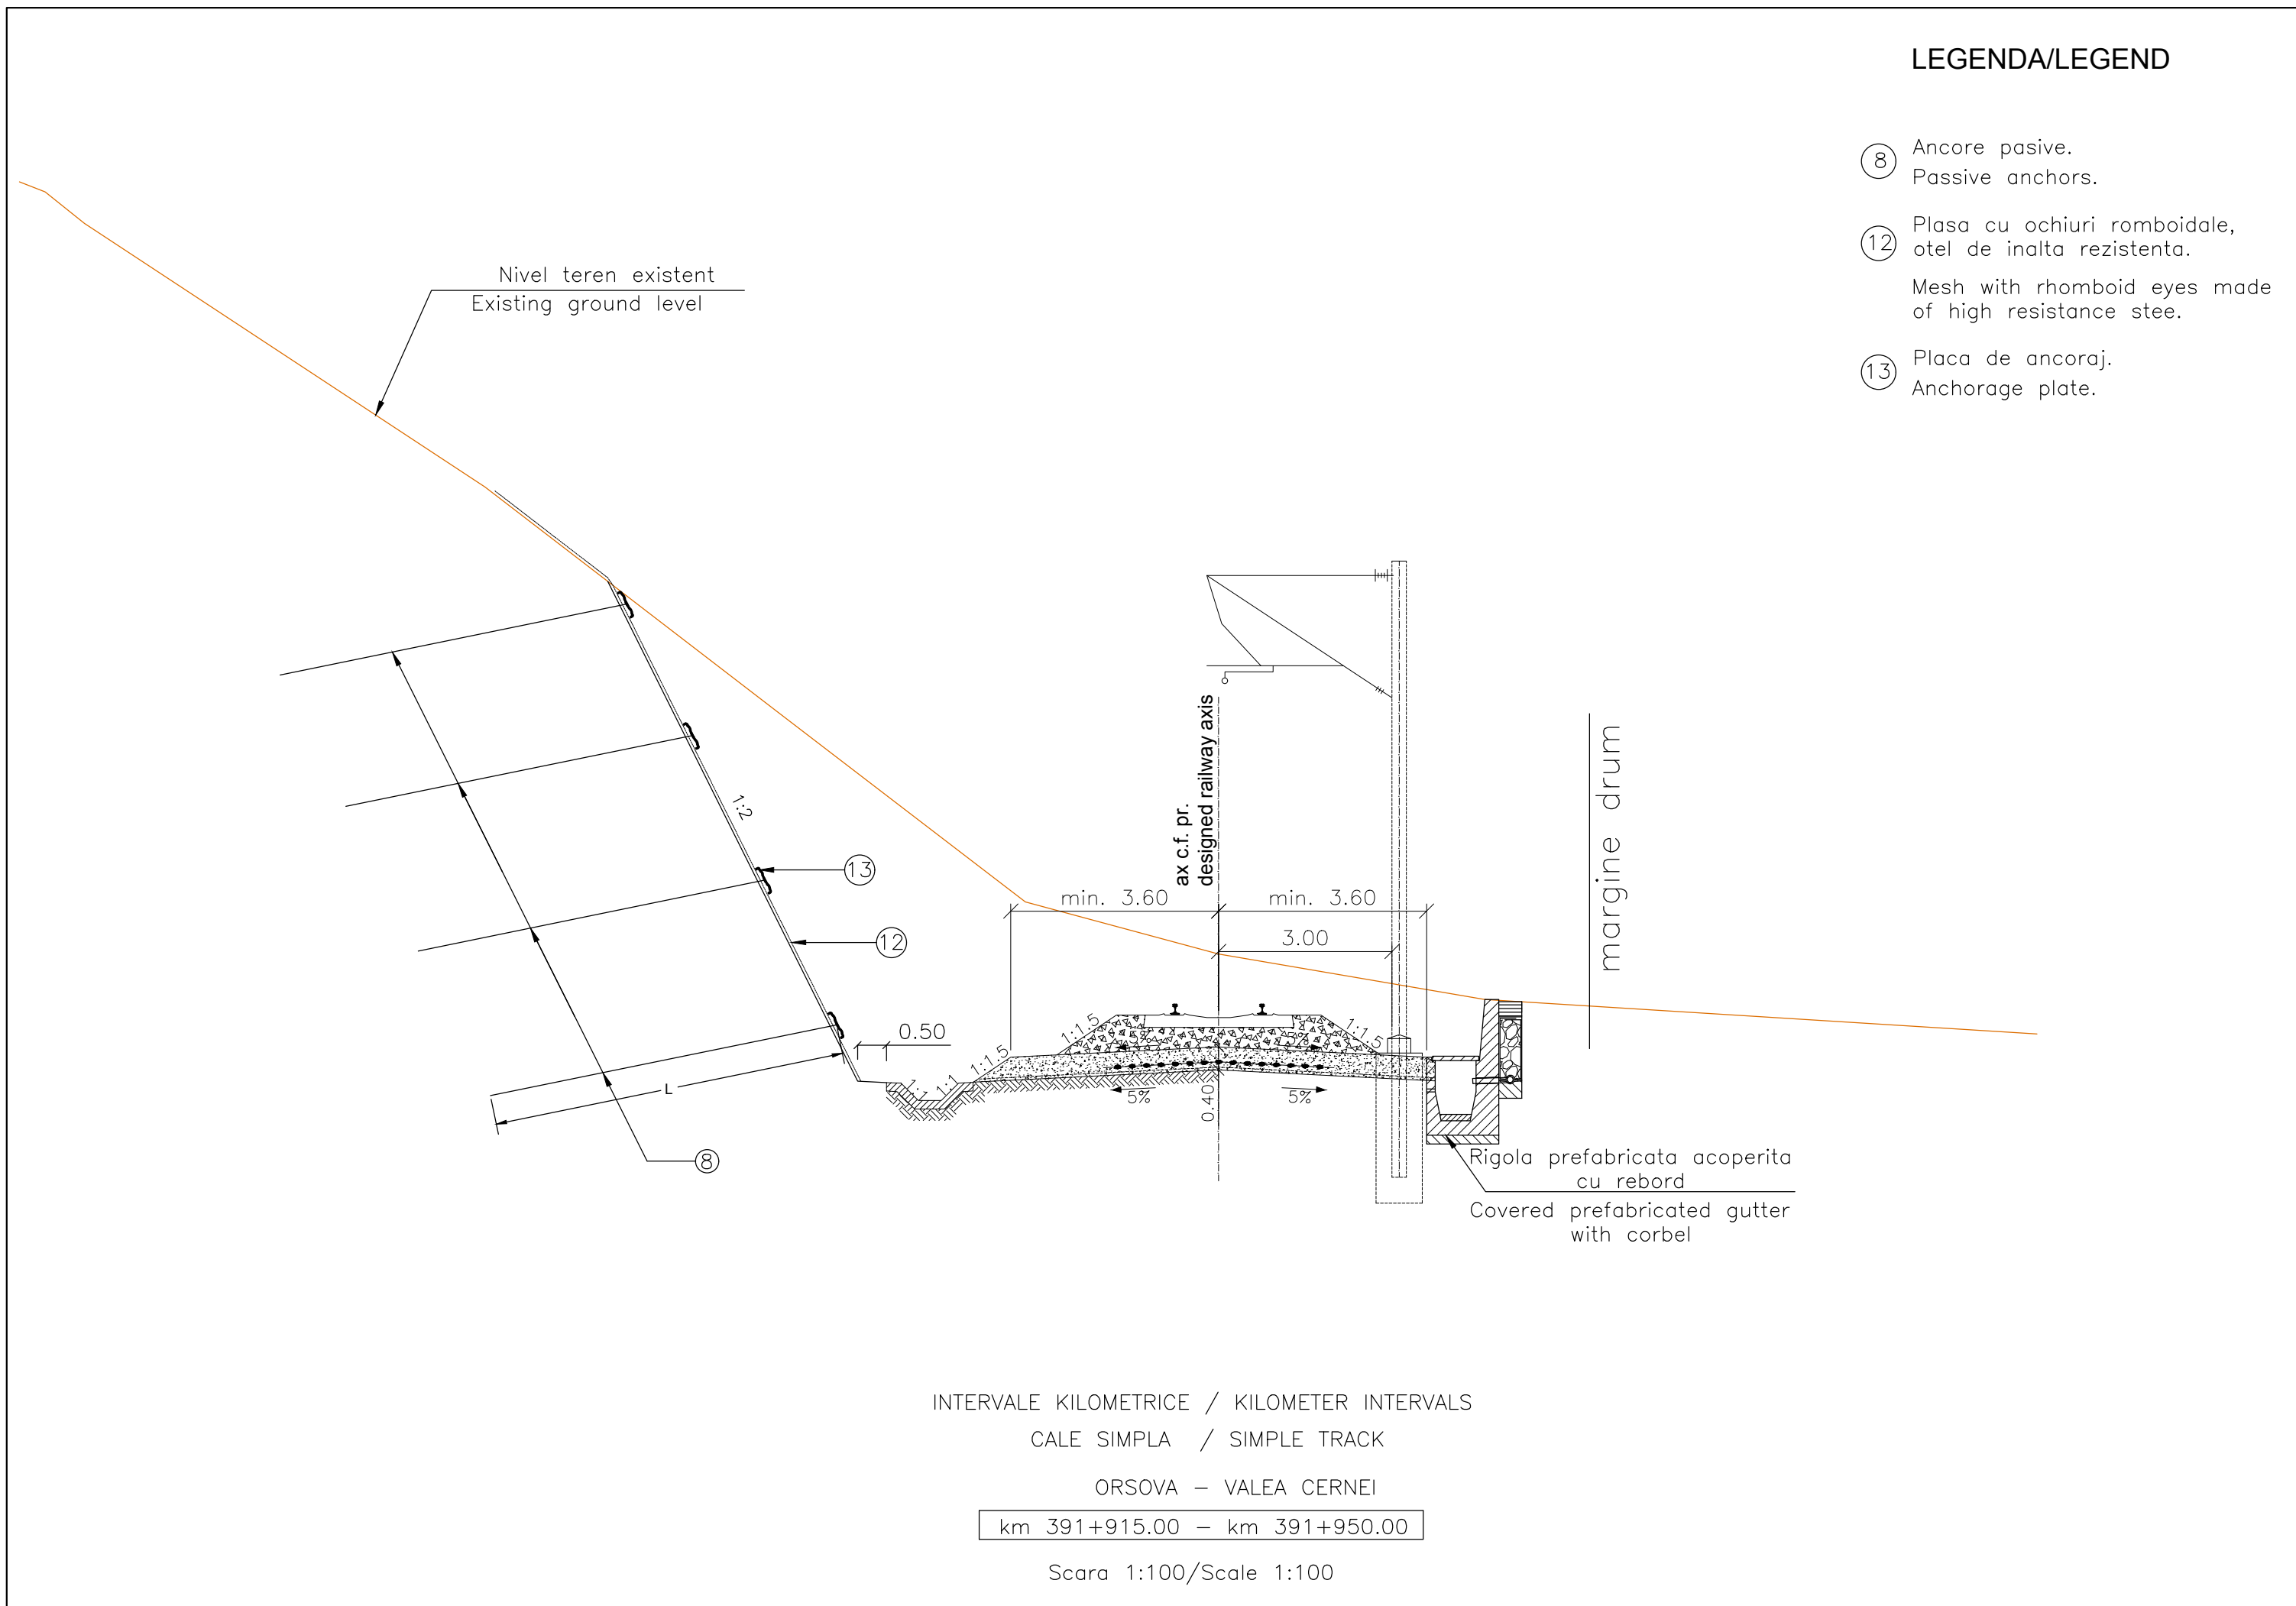 LEGENDA/LEGEND
8
Ancore pasive.
Passive anchors.
12
Plasa cu ochiuri romboidale,
otel de inalta rezistenta.
Mesh with rhomboid eyes made
of high resistance stee.
13
Placa de ancoraj.
Anchorage plate.
Nivel teren existent
Existing ground level
1:2
13
12
8
L
0.50
ax c.f. pr.
designed railway axis
min. 3.60
min. 3.60
3.00
margine drum
1:1.5
1:1.5
1:1.5
1:1
1:1
5%
5%
5%
5%
0.40
Rigola prefabricata acoperita
cu rebord
Covered prefabricated gutter
with corbel
INTERVALE KILOMETRICE / KILOMETER INTERVALS
CALE SIMPLA / SIMPLE TRACK
ORSOVA – VALEA CERNEI
km 391+915.00 – km 391+950.00
Scara 1:100/Scale 1:100